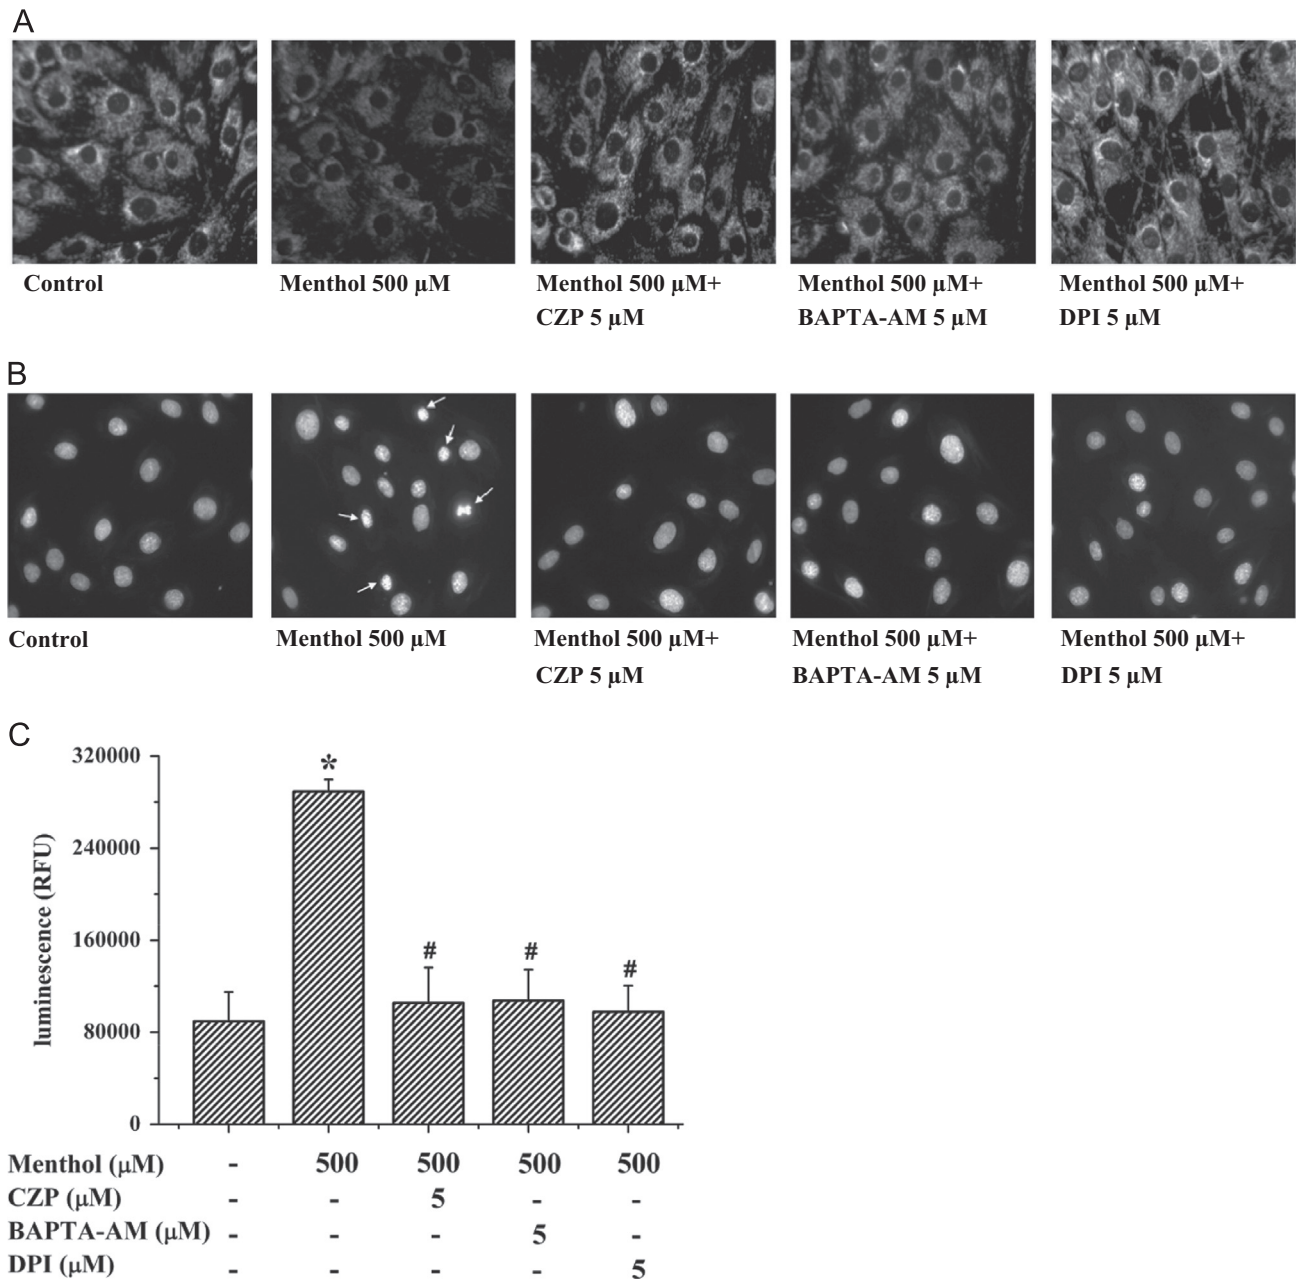 A
Control
Menthol 500 µM
Menthol 500 µM+
CZP 5 µM
Menthol 500 µM+
BAPTA-AM 5 µM
Menthol 500 µM+
DPI 5 µM
B
Control
Menthol 500 µM
Menthol 500 µM+
CZP 5 µM
Menthol 500 µM+
BAPTA-AM 5 µM
Menthol 500 µM+
DPI 5 µM
C
luminescence (RFU)
320000
240000
160000
80000
0
*
#
#
#
Menthol (µM) - 500 500 500 500
CZP (µM) - - 5 - -
BAPTA-AM (µM) - - - 5 -
DPI (µM) - - - - 5